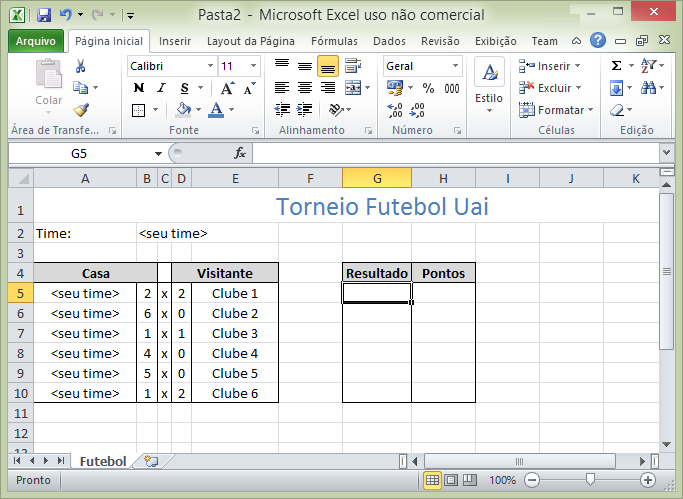 Pasta2 - Microsoft Excel uso não comercial
Arquivo Página Inicial Inserir Layout da Página Fórmulas Dados Revisão Exibição Team
Colar Calibri 11 Geral Estilo Inserir
N I S A A % 000 Excluir
A ,00 ,00 Formatar
Área de Transfe... Fonte Alinhamento Número Células Edição
G5 fx
A B C D E F G H I J K
1 Torneio Futebol Uai
2 Time: <seu time>
3
4 Casa Visitante Resultado Pontos
5 <seu time> 2 x 2 Clube 1
6 <seu time> 6 x 0 Clube 2
7 <seu time> 1 x 1 Clube 3
8 <seu time> 4 x 0 Clube 4
9 <seu time> 5 x 0 Clube 5
10 <seu time> 1 x 2 Clube 6
11
12
Futebol
Pronto 100%